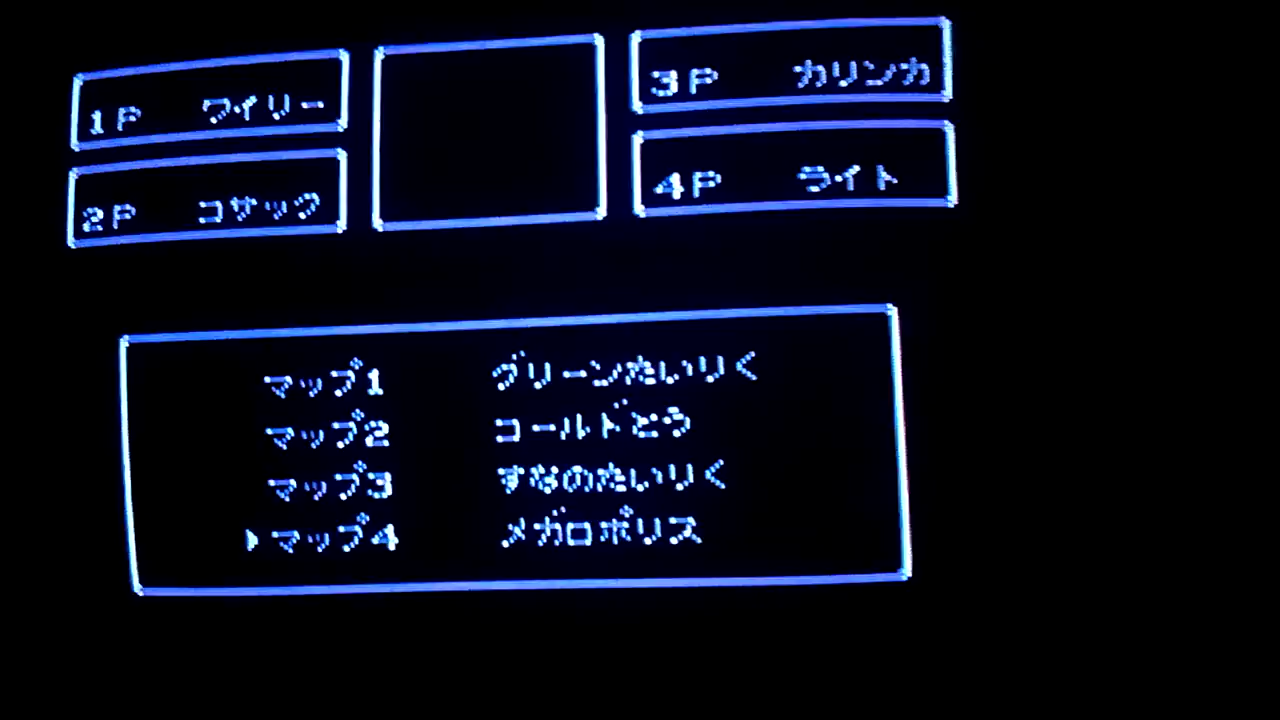 1P ワイリー
2P コサック
3P カリンカ
4P ライト
マップ1 グリーンたいりく
マップ2 コールドとう
マップ3 すなのたいりく
▶マップ4 メガロポリス